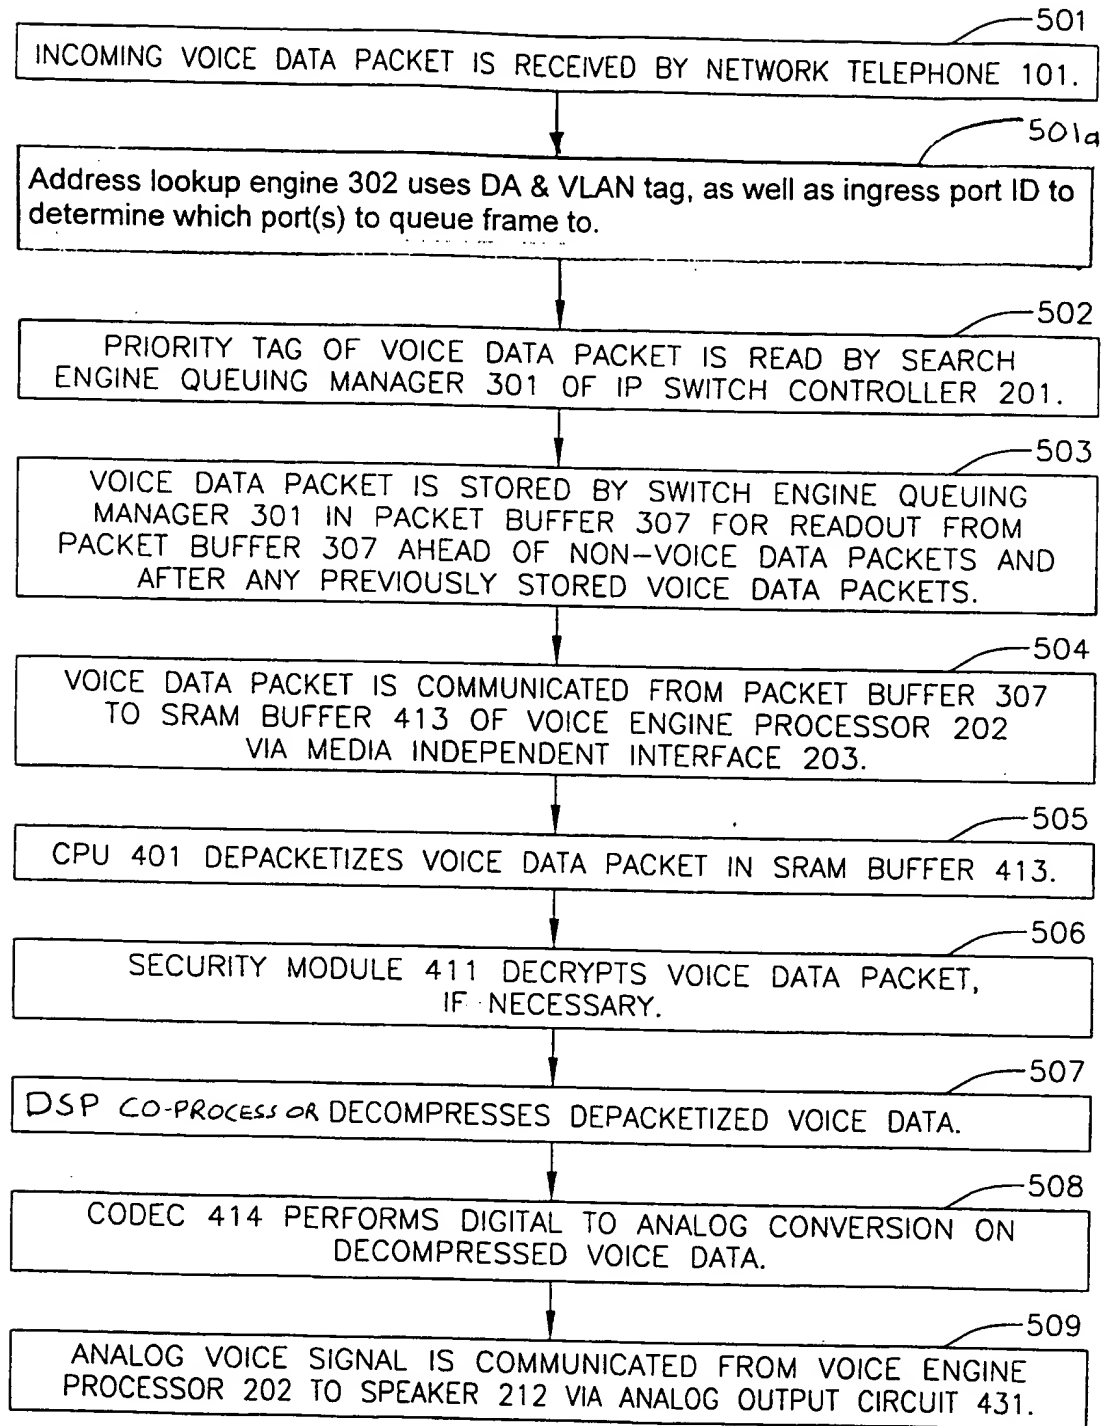 501
INCOMING VOICE DATA PACKET IS RECEIVED BY NETWORK TELEPHONE 101.
501a
Address lookup engine 302 uses DA & VLAN tag, as well as ingress port ID to
determine which port(s) to queue frame to.
502
PRIORITY TAG OF VOICE DATA PACKET IS READ BY SEARCH
ENGINE QUEUING MANAGER 301 OF IP SWITCH CONTROLLER 201.
503
VOICE DATA PACKET IS STORED BY SWITCH ENGINE QUEUING
MANAGER 301 IN PACKET BUFFER 307 FOR READOUT FROM
PACKET BUFFER 307 AHEAD OF NON-VOICE DATA PACKETS AND
AFTER ANY PREVIOUSLY STORED VOICE DATA PACKETS.
504
VOICE DATA PACKET IS COMMUNICATED FROM PACKET BUFFER 307
TO SRAM BUFFER 413 OF VOICE ENGINE PROCESSOR 202
VIA MEDIA INDEPENDENT INTERFACE 203.
505
CPU 401 DEPACKETIZES VOICE DATA PACKET IN SRAM BUFFER 413.
506
SECURITY MODULE 411 DECRYPTS VOICE DATA PACKET,
IF NECESSARY.
507
DSP CO-PROCESSOR DECOMPRESSES DEPACKETIZED VOICE DATA.
508
CODEC 414 PERFORMS DIGITAL TO ANALOG CONVERSION ON
DECOMPRESSED VOICE DATA.
509
ANALOG VOICE SIGNAL IS COMMUNICATED FROM VOICE ENGINE
PROCESSOR 202 TO SPEAKER 212 VIA ANALOG OUTPUT CIRCUIT 431.